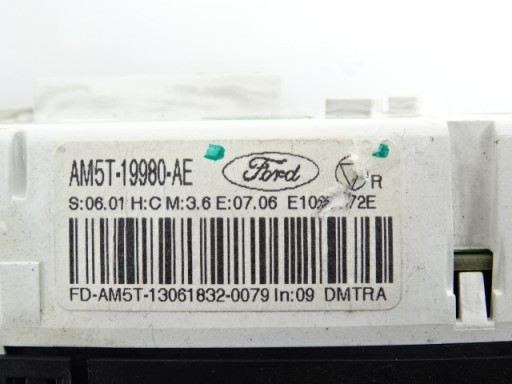 AM5T-19980-AE Ford R
S:06.01 H:C M:3.6 E:07.06
FD-AM5T-13061832-0079 In:09 DMTRA